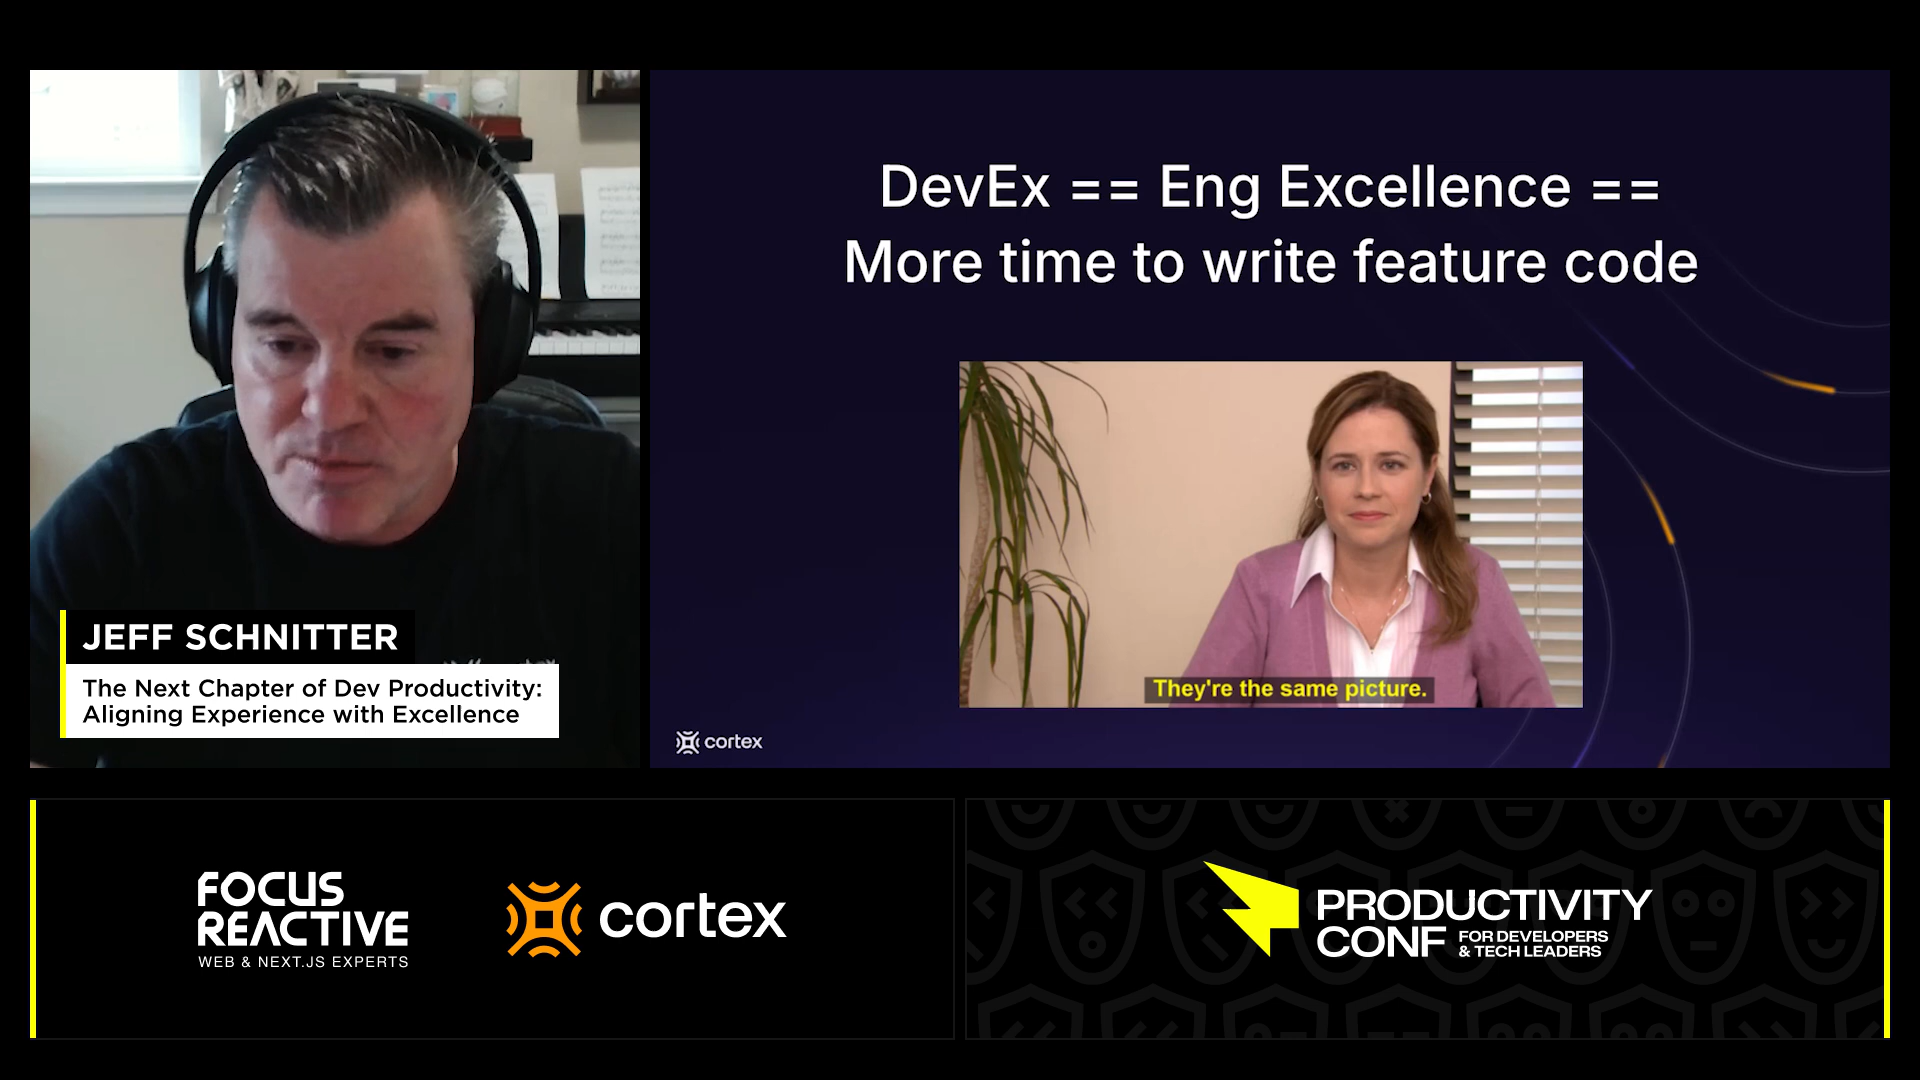 DevEx == Eng Excellence ==
More time to write feature code
They're the same picture.
cortex
JEFF SCHNITTER
The Next Chapter of Dev Productivity:
Aligning Experience with Excellence
FOCUS
REACTIVE
WEB & NEXT.JS EXPERTS
cortex
PRODUCTIVITY
CONF FOR DEVELOPERS
& TECH LEADERS